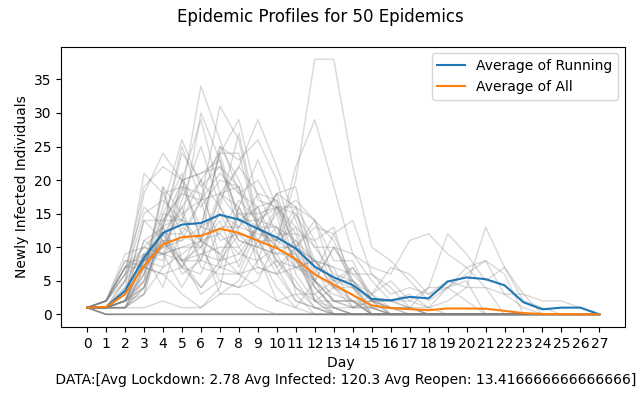 Epidemic Profiles for 50 Epidemics
Average of Running
Average of All
Newly Infected Individuals
35
30
25
20
15
10
5
0
0 1 2 3 4 5 6 7 8 9 10 11 12 13 14 15 16 17 18 19 20 21 22 23 24 25 26 27
Day
DATA:[Avg Lockdown: 2.78 Avg Infected: 120.3 Avg Reopen: 13.416666666666666]